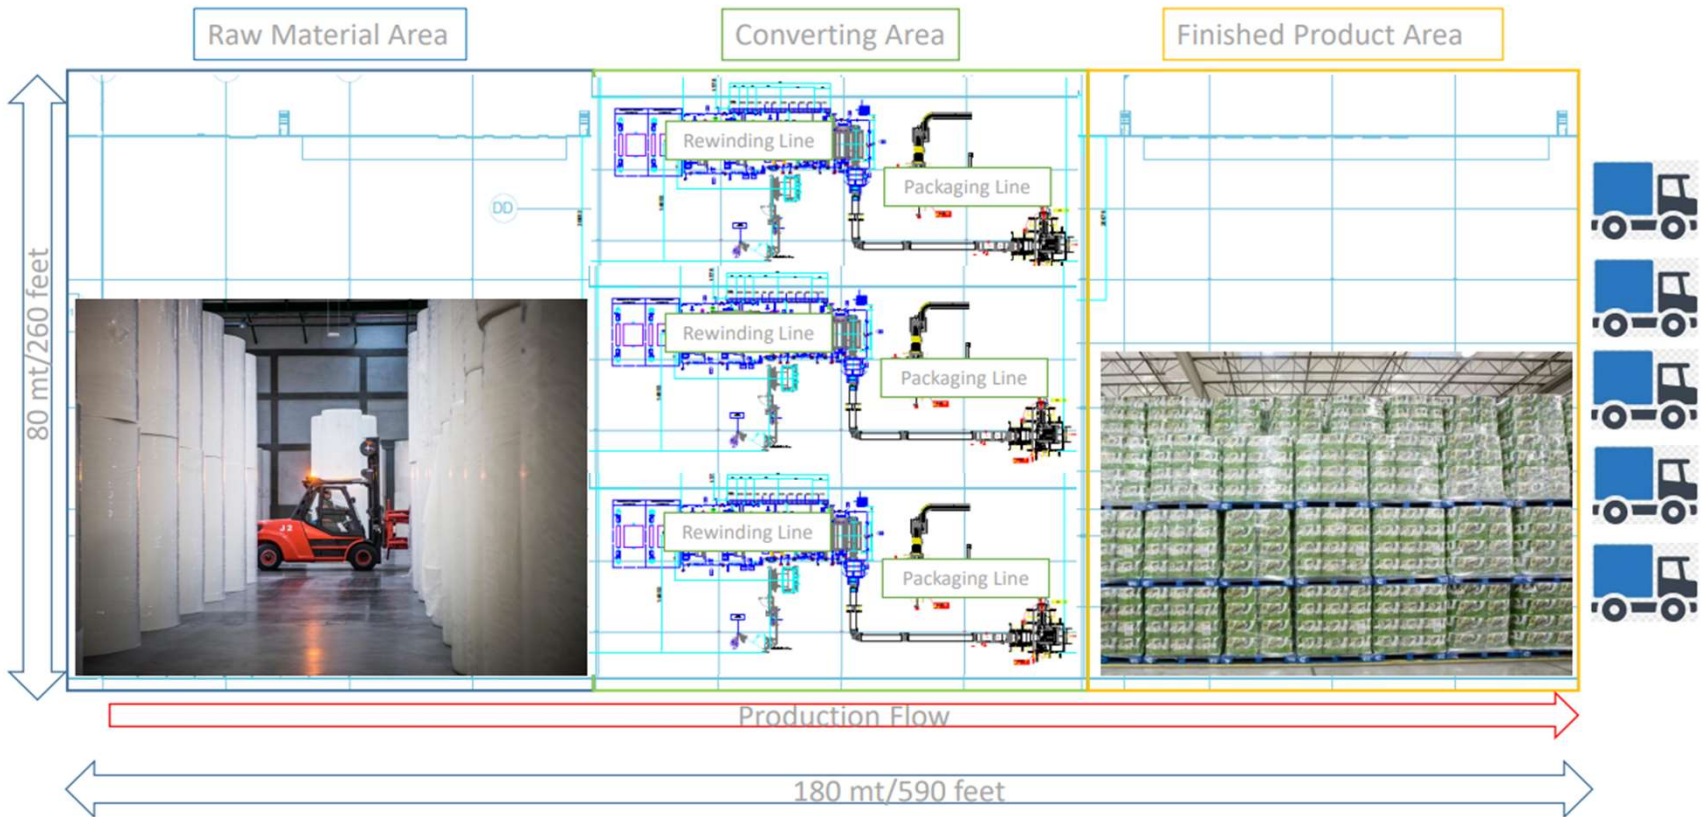 Raw Material Area
Converting Area
Finished Product Area
80 mt/260 feet
DD
Rewinding Line
Packaging Line
Rewinding Line
Packaging Line
Rewinding Line
Packaging Line
J2
Production Flow
180 mt/590 feet